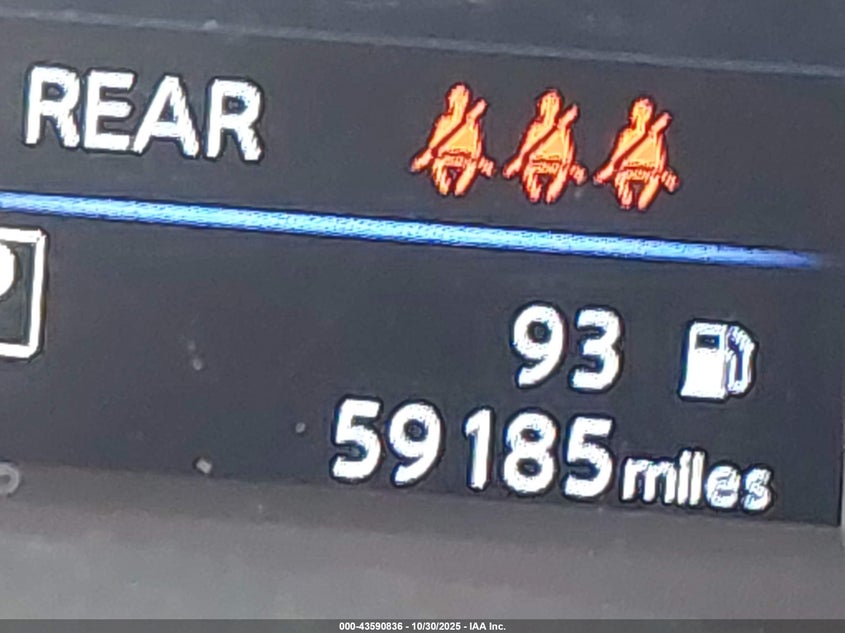 REAR
93
59185miles
000-43590836 - 10/30/2025 - IAA Inc.